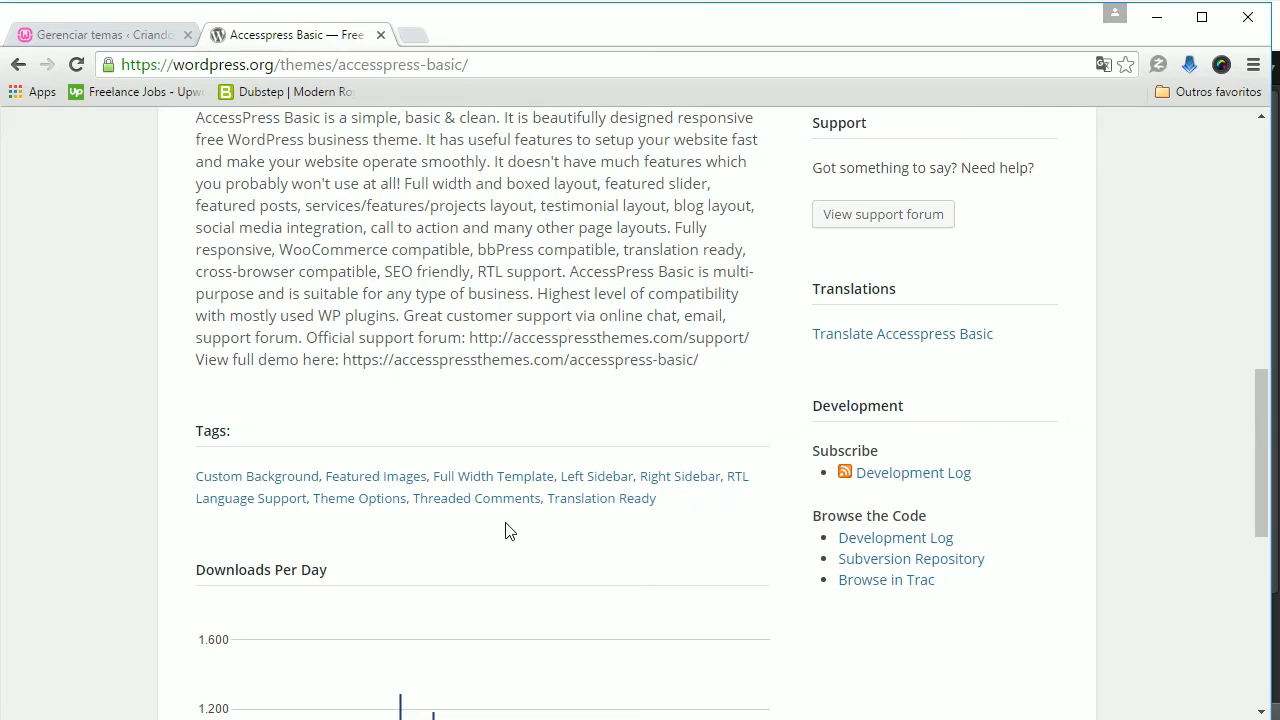 Gerenciar temas ‹ Criando
Accesspress Basic — Free
https://wordpress.org/themes/accesspress-basic/
Apps
Up
Freelance Jobs - Upw
B
Dubstep | Modern Ro
Outros favoritos
AccessPress Basic is a simple, basic & clean. It is beautifully designed responsive
free WordPress business theme. It has useful features to setup your website fast
and make your website operate smoothly. It doesn't have much features which
you probably won't use at all! Full width and boxed layout, featured slider,
featured posts, services/features/projects layout, testimonial layout, blog layout,
social media integration, call to action and many other page layouts. Fully
responsive, WooCommerce compatible, bbPress compatible, translation ready,
cross-browser compatible, SEO friendly, RTL support. AccessPress Basic is multi-
purpose and is suitable for any type of business. Highest level of compatibility
with mostly used WP plugins. Great customer support via online chat, email,
support forum. Official support forum: http://accesspressthemes.com/support/
View full demo here: https://accesspressthemes.com/accesspress-basic/
Tags:
Custom Background, Featured Images, Full Width Template, Left Sidebar, Right Sidebar, RTL
Language Support, Theme Options, Threaded Comments, Translation Ready
Downloads Per Day
1.600
1.200
Support
Got something to say? Need help?
View support forum
Translations
Translate Accesspress Basic
Development
Subscribe
Development Log
Browse the Code
Development Log
Subversion Repository
Browse in Trac